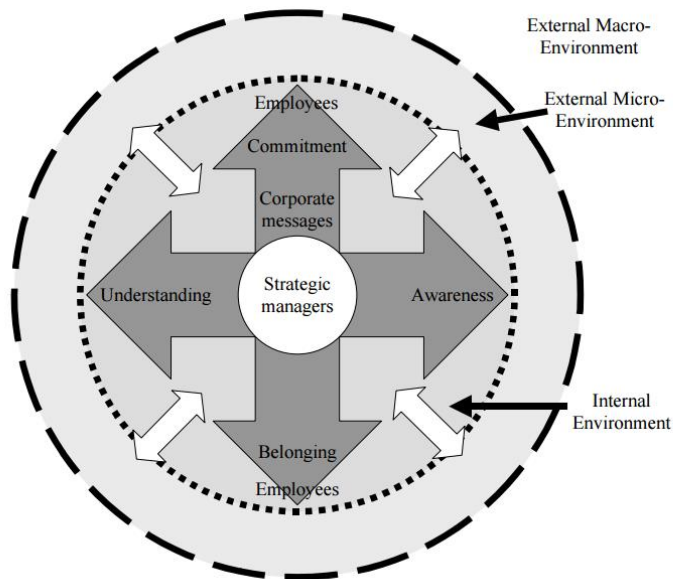 External Macro-
Environment
External Micro-
Environment
Employees
Commitment
Corporate
messages
Understanding
Strategic
managers
Awareness
Internal
Environment
Belonging
Employees